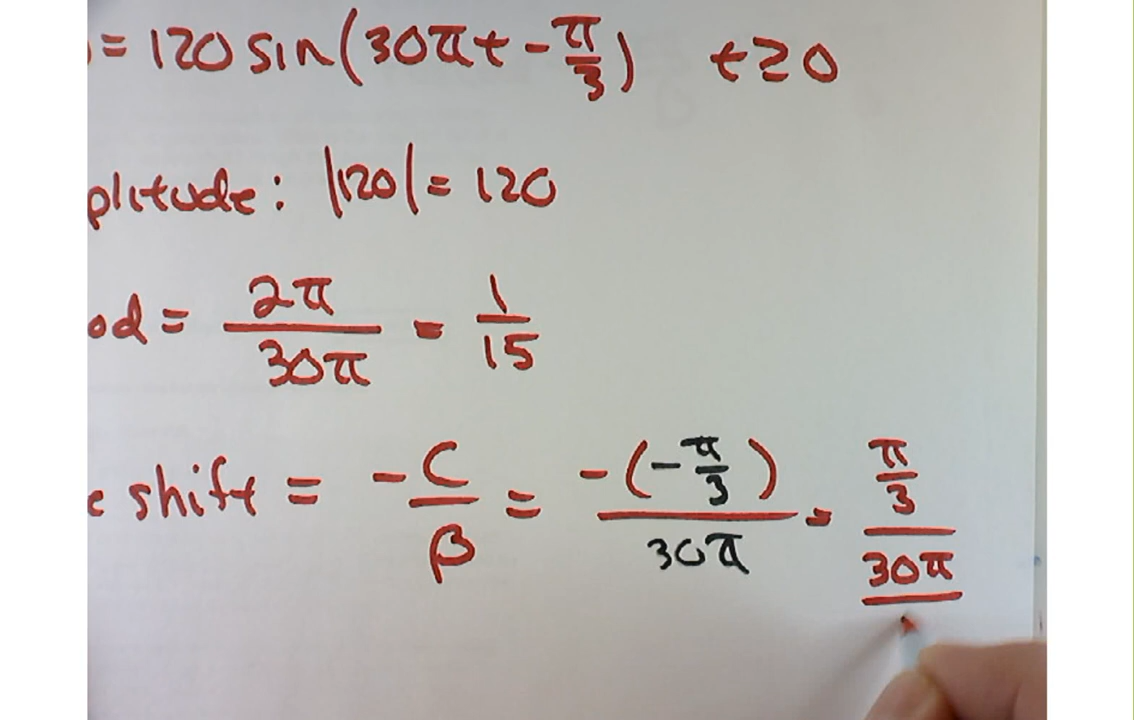 = 120 sin(30πt - π/3) t≥0
plitude: |120| = 120
od = 2π/30π = 1/15
e shift = -C/B = -(-π/3)/30π = π/3/30π